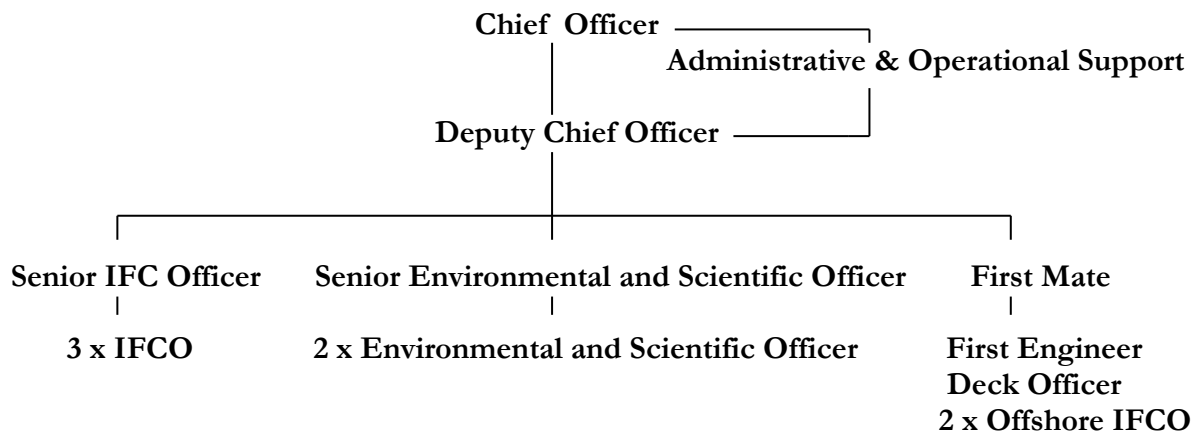 Chief Officer
Administrative & Operational Support
Deputy Chief Officer
Senior IFC Officer
Senior Environmental and Scientific Officer
First Mate
3 x IFCO
2 x Environmental and Scientific Officer
First Engineer
Deck Officer
2 x Offshore IFCO